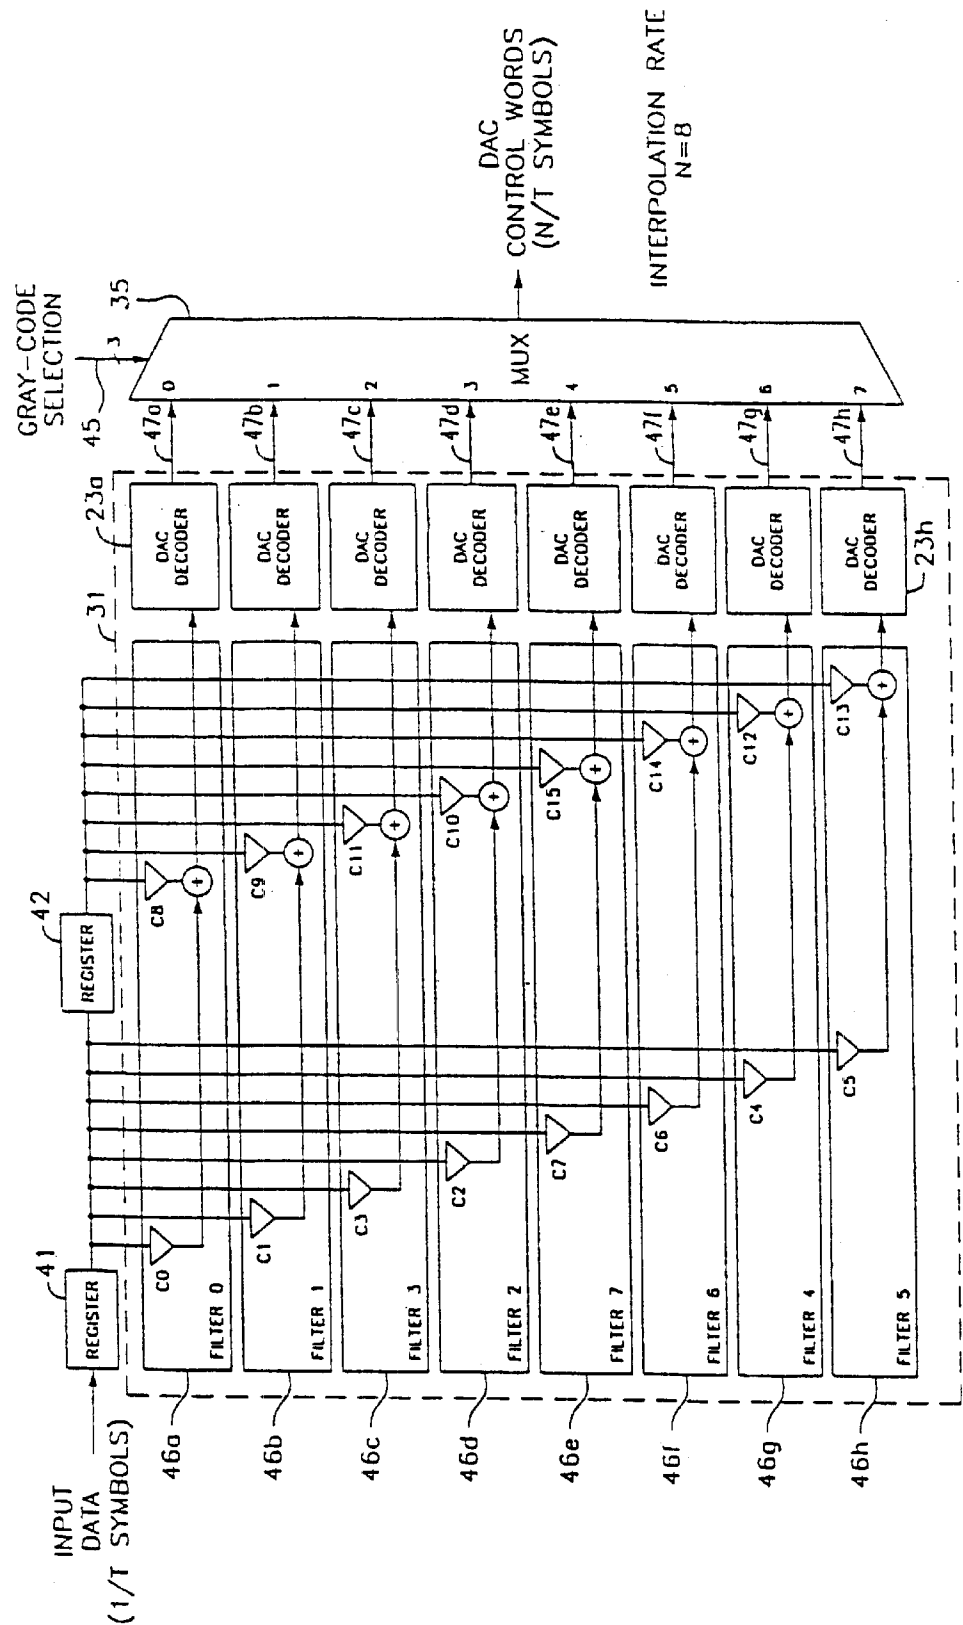 INPUT
DATA
(1/T SYMBOLS)
41
REGISTER
42
REGISTER
31
GRAY-CODE
SELECTION
45
3
35
MUX
DAC
CONTROL WORDS
(N/T SYMBOLS)
INTERPOLATION RATE
N=8
46a
FILTER 0
C0
C8
DAC
DECODER
23a
47a
0
46b
FILTER 1
C1
C9
DAC
DECODER
47b
1
46c
FILTER 3
C3
C11
DAC
DECODER
47c
2
46d
FILTER 2
C2
C10
DAC
DECODER
47d
3
46e
FILTER 7
C7
C15
DAC
DECODER
47e
4
46f
FILTER 6
C6
C14
DAC
DECODER
47f
5
46g
FILTER 4
C4
C12
DAC
DECODER
47g
6
46h
FILTER 5
C5
C13
DAC
DECODER
23h
47h
7